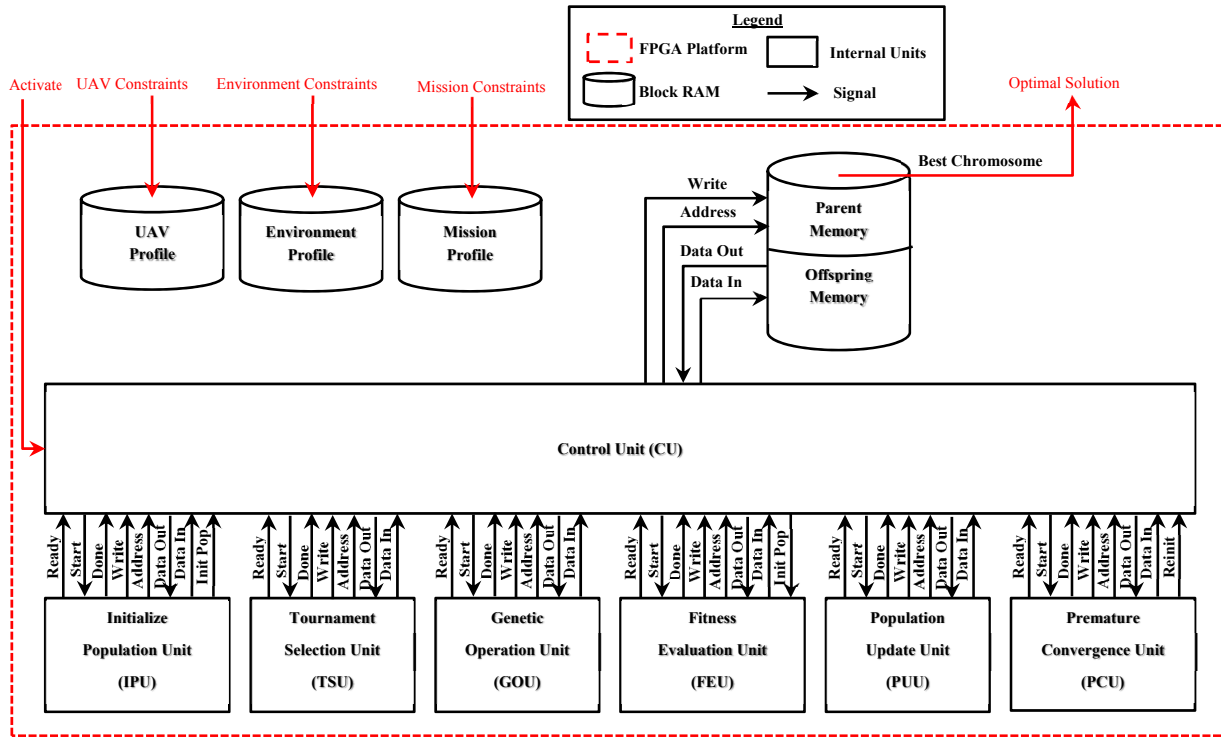 Legend
FPGA Platform
Internal Units
Block RAM
Signal
Activate
UAV Constraints
Environment Constraints
Mission Constraints
Optimal Solution
UAV
Profile
Environment
Profile
Mission
Profile
Write
Address
Data Out
Data In
Best Chromosome
Parent
Memory
Offspring
Memory
Control Unit (CU)
Ready
Start
Done
Write
Address
Data Out
Data In
Init Pop
Ready
Start
Done
Write
Address
Data Out
Data In
Ready
Start
Done
Write
Address
Data Out
Data In
Ready
Start
Done
Write
Address
Data Out
Data In
Init Pop
Ready
Start
Done
Write
Address
Data Out
Data In
Ready
Start
Done
Write
Address
Data Out
Data In
Reinit
Initialize
Population Unit
(IPU)
Tournament
Selection Unit
(TSU)
Genetic
Operation Unit
(GOU)
Fitness
Evaluation Unit
(FEU)
Population
Update Unit
(PUU)
Premature
Convergence Unit
(PCU)